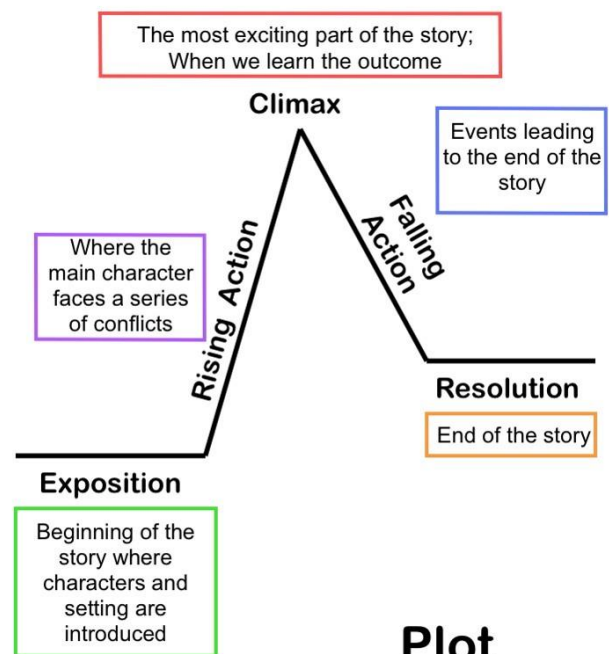 The most exciting part of the story;
When we learn the outcome
Climax
Events leading
to the end of the
story
Falling
Action
Where the
main character
faces a series
of conflicts
Rising Action
Resolution
End of the story
Exposition
Beginning of the
story where
characters and
setting are
introduced
Plot